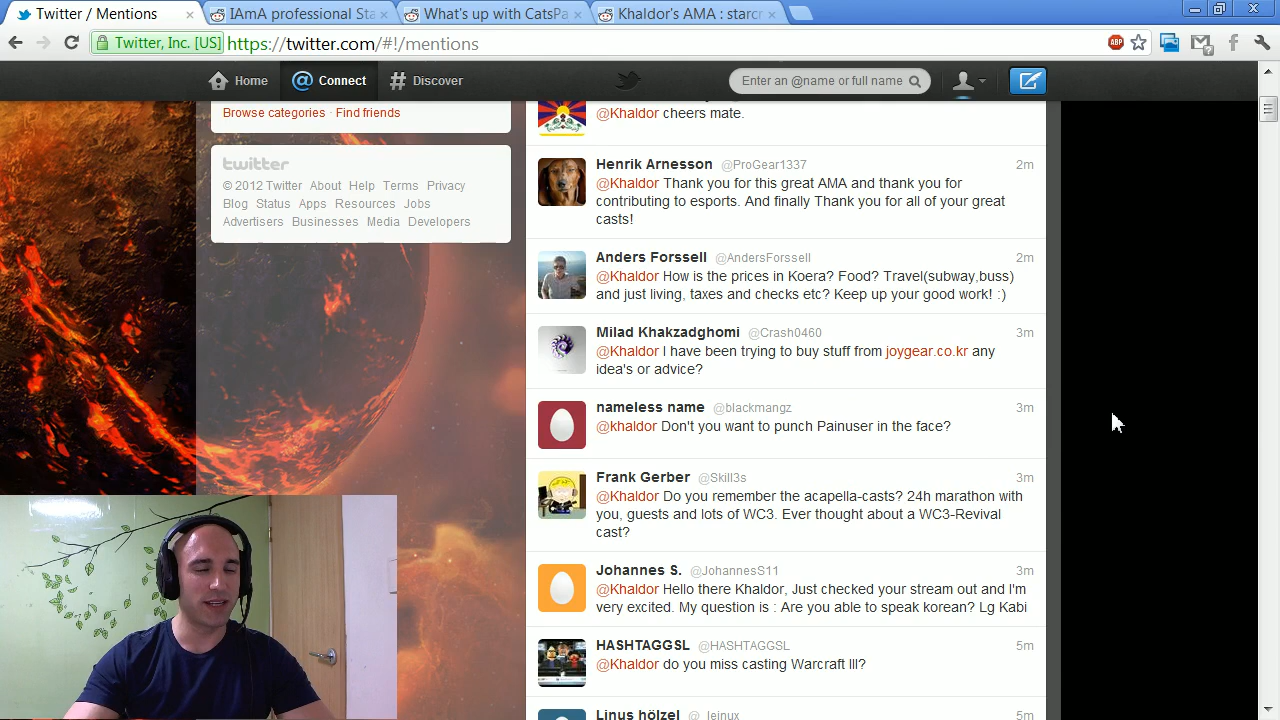 Twitter / Mentions
IAmA professional Sta
What's up with CatsPa
Khaldor's AMA : starcr
Twitter, Inc. [US] https://twitter.com/#!/mentions
ABP
Home
Connect
Discover
Enter an @name or full name
Browse categories · Find friends
twitter
© 2012 Twitter About Help Terms Privacy
Blog Status Apps Resources Jobs
Advertisers Businesses Media Developers
@Khaldor cheers mate.
Henrik Arnesson @ProGear1337 2m
@Khaldor Thank you for this great AMA and thank you for
contributing to esports. And finally Thank you for all of your great
casts!
Anders Forssell @AndersForssell 2m
@Khaldor How is the prices in Koera? Food? Travel(subway,buss)
and just living, taxes and checks etc? Keep up your good work! :)
Milad Khakzadghomi @Crash0460 3m
@Khaldor I have been trying to buy stuff from joygear.co.kr any
idea's or advice?
nameless name @blackmangz 3m
@khaldor Don't you want to punch Painuser in the face?
Frank Gerber @Skill3s 3m
@Khaldor Do you remember the acapella-casts? 24h marathon with
you, guests and lots of WC3. Ever thought about a WC3-Revival
cast?
Johannes S. @JohannesS11 3m
@Khaldor Hello there Khaldor, Just checked your stream out and I'm
very excited. My question is : Are you able to speak korean? Lg Kabi
HASHTAGGSL @HASHTAGGSL 5m
@Khaldor do you miss casting Warcraft III?
Linus hölzel @_leinux 5m